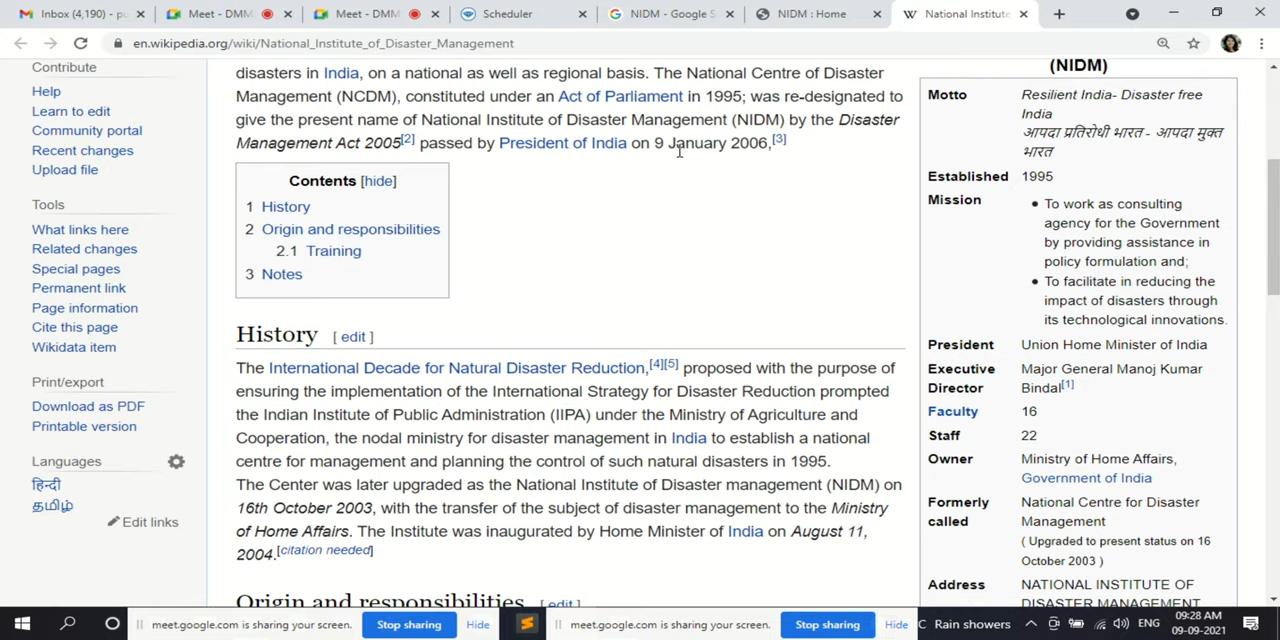 Inbox (4,190) - pu
Meet - DMM
Meet - DMM
Scheduler
NIDM - Google S
NIDM : Home
National Institute
en.wikipedia.org/wiki/National_Institute_of_Disaster_Management
Contribute
Help
Learn to edit
Community portal
Recent changes
Upload file
Tools
What links here
Related changes
Special pages
Permanent link
Page information
Cite this page
Wikidata item
Print/export
Download as PDF
Printable version
Languages
हिन्दी
தமிழ்
Edit links
disasters in India, on a national as well as regional basis. The National Centre of Disaster
Management (NCDM), constituted under an Act of Parliament in 1995; was re-designated to
give the present name of National Institute of Disaster Management (NIDM) by the Disaster
Management Act 2005[2] passed by President of India on 9 January 2006,[3]
Contents [hide]
1 History
2 Origin and responsibilities
2.1 Training
3 Notes
History [ edit ]
The International Decade for Natural Disaster Reduction,[4][5] proposed with the purpose of
ensuring the implementation of the International Strategy for Disaster Reduction prompted
the Indian Institute of Public Administration (IIPA) under the Ministry of Agriculture and
Cooperation, the nodal ministry for disaster management in India to establish a national
centre for management and planning the control of such natural disasters in 1995.
The Center was later upgraded as the National Institute of Disaster management (NIDM) on
16th October 2003, with the transfer of the subject of disaster management to the Ministry
of Home Affairs. The Institute was inaugurated by Home Minister of India on August 11,
2004.[citation needed]
Origin and responsibilities [ edit ]
(NIDM)
Motto Resilient India- Disaster free
India
आपदा प्रतिरोधी भारत - आपदा मुक्त
भारत
Established 1995
Mission
• To work as consulting
agency for the Government
by providing assistance in
policy formulation and;
• To facilitate in reducing the
impact of disasters through
its technological innovations.
President Union Home Minister of India
Executive Major General Manoj Kumar
Director Bindal[1]
Faculty 16
Staff 22
Owner Ministry of Home Affairs,
Government of India
Formerly National Centre for Disaster
called Management
( Upgraded to present status on 16
October 2003 )
Address NATIONAL INSTITUTE OF
DISASTER MANAGEMENT
meet.google.com is sharing your screen. Stop sharing Hide
meet.google.com is sharing your screen. Stop sharing Hide
C Rain showers
ENG
09:28 AM
09-09-2021